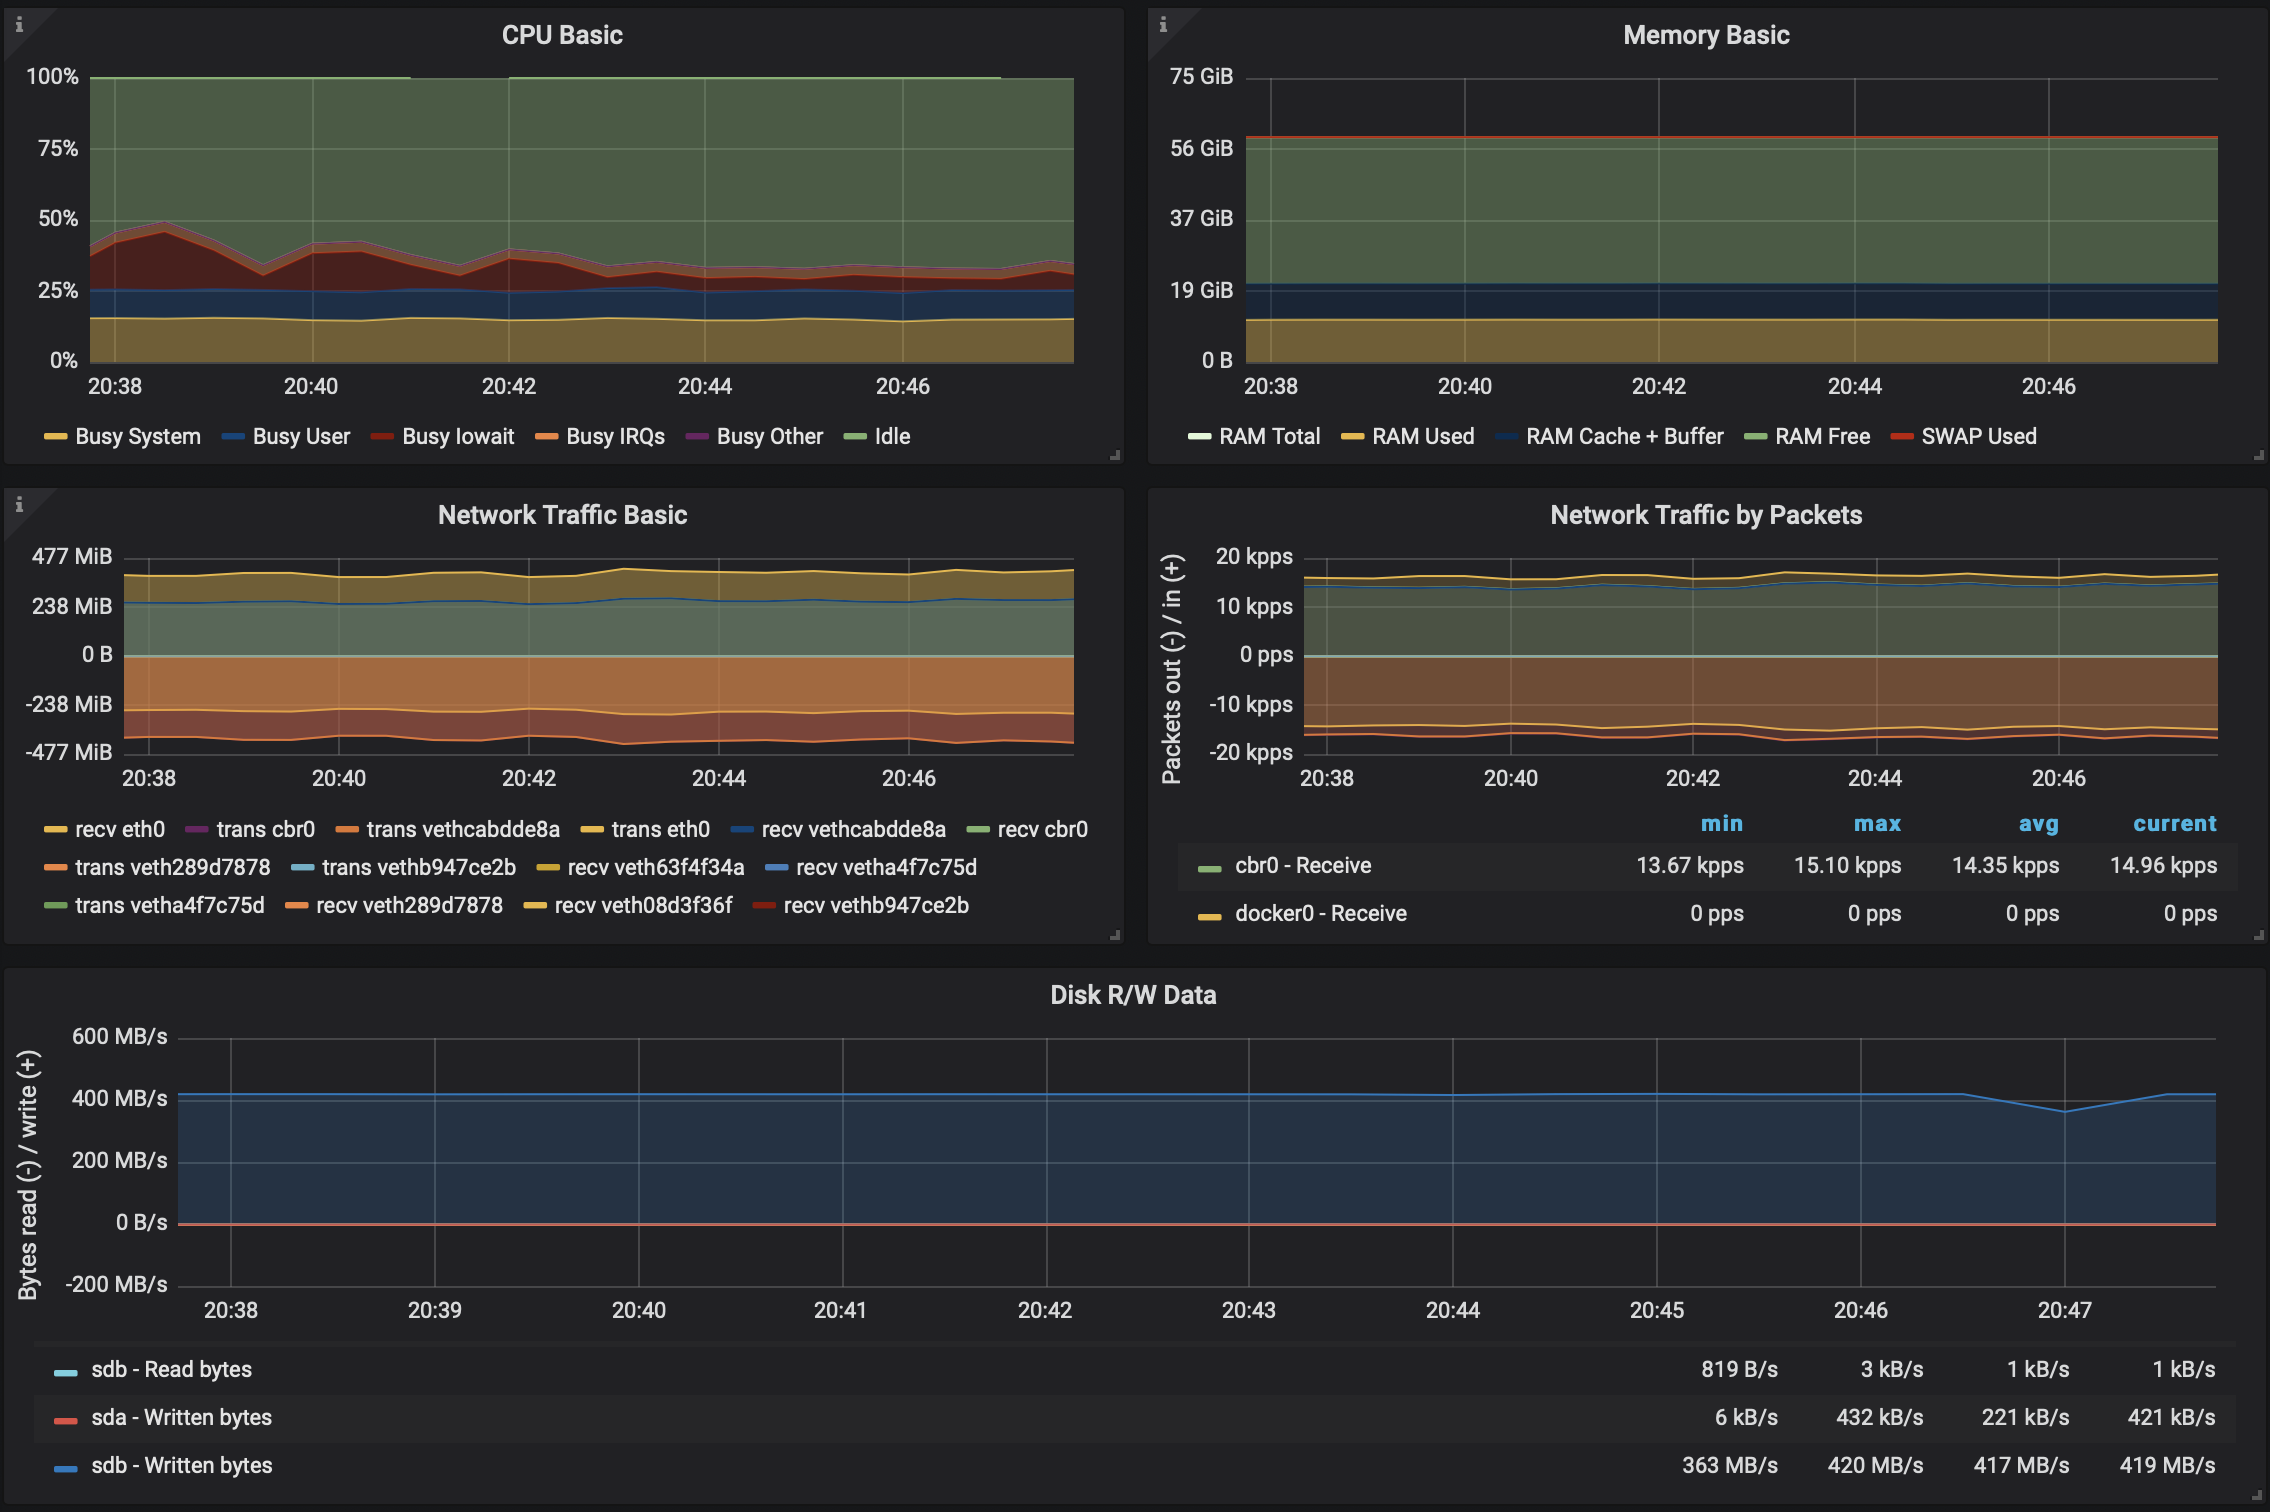 CPU Basic
100%
75%
50%
25%
0%
20:38 20:40 20:42 20:44 20:46
Busy System Busy User Busy Iowait Busy IRQs Busy Other Idle
Memory Basic
75 GiB
56 GiB
37 GiB
19 GiB
0 B
20:38 20:40 20:42 20:44 20:46
RAM Total RAM Used RAM Cache + Buffer RAM Free SWAP Used
Network Traffic Basic
477 MiB
238 MiB
0 B
-238 MiB
-477 MiB
20:38 20:40 20:42 20:44 20:46
recv eth0 trans cbr0 trans vethcabdde8a trans eth0 recv vethcabdde8a recv cbr0
trans veth289d7878 trans vethb947ce2b recv veth63f4f34a recv vetha4f7c75d
trans vetha4f7c75d recv veth289d7878 recv veth08d3f36f recv vethb947ce2b
Network Traffic by Packets
Packets out (-) / in (+)
20 kpps
10 kpps
0 pps
-10 kpps
-20 kpps
20:38 20:40 20:42 20:44 20:46
min max avg current
cbr0 - Receive 13.67 kpps 15.10 kpps 14.35 kpps 14.96 kpps
docker0 - Receive 0 pps 0 pps 0 pps 0 pps
Disk R/W Data
Bytes read (-) / write (+)
600 MB/s
400 MB/s
200 MB/s
0 B/s
-200 MB/s
20:38 20:39 20:40 20:41 20:42 20:43 20:44 20:45 20:46 20:47
sdb - Read bytes 819 B/s 3 kB/s 1 kB/s 1 kB/s
sda - Written bytes 6 kB/s 432 kB/s 221 kB/s 421 kB/s
sdb - Written bytes 363 MB/s 420 MB/s 417 MB/s 419 MB/s